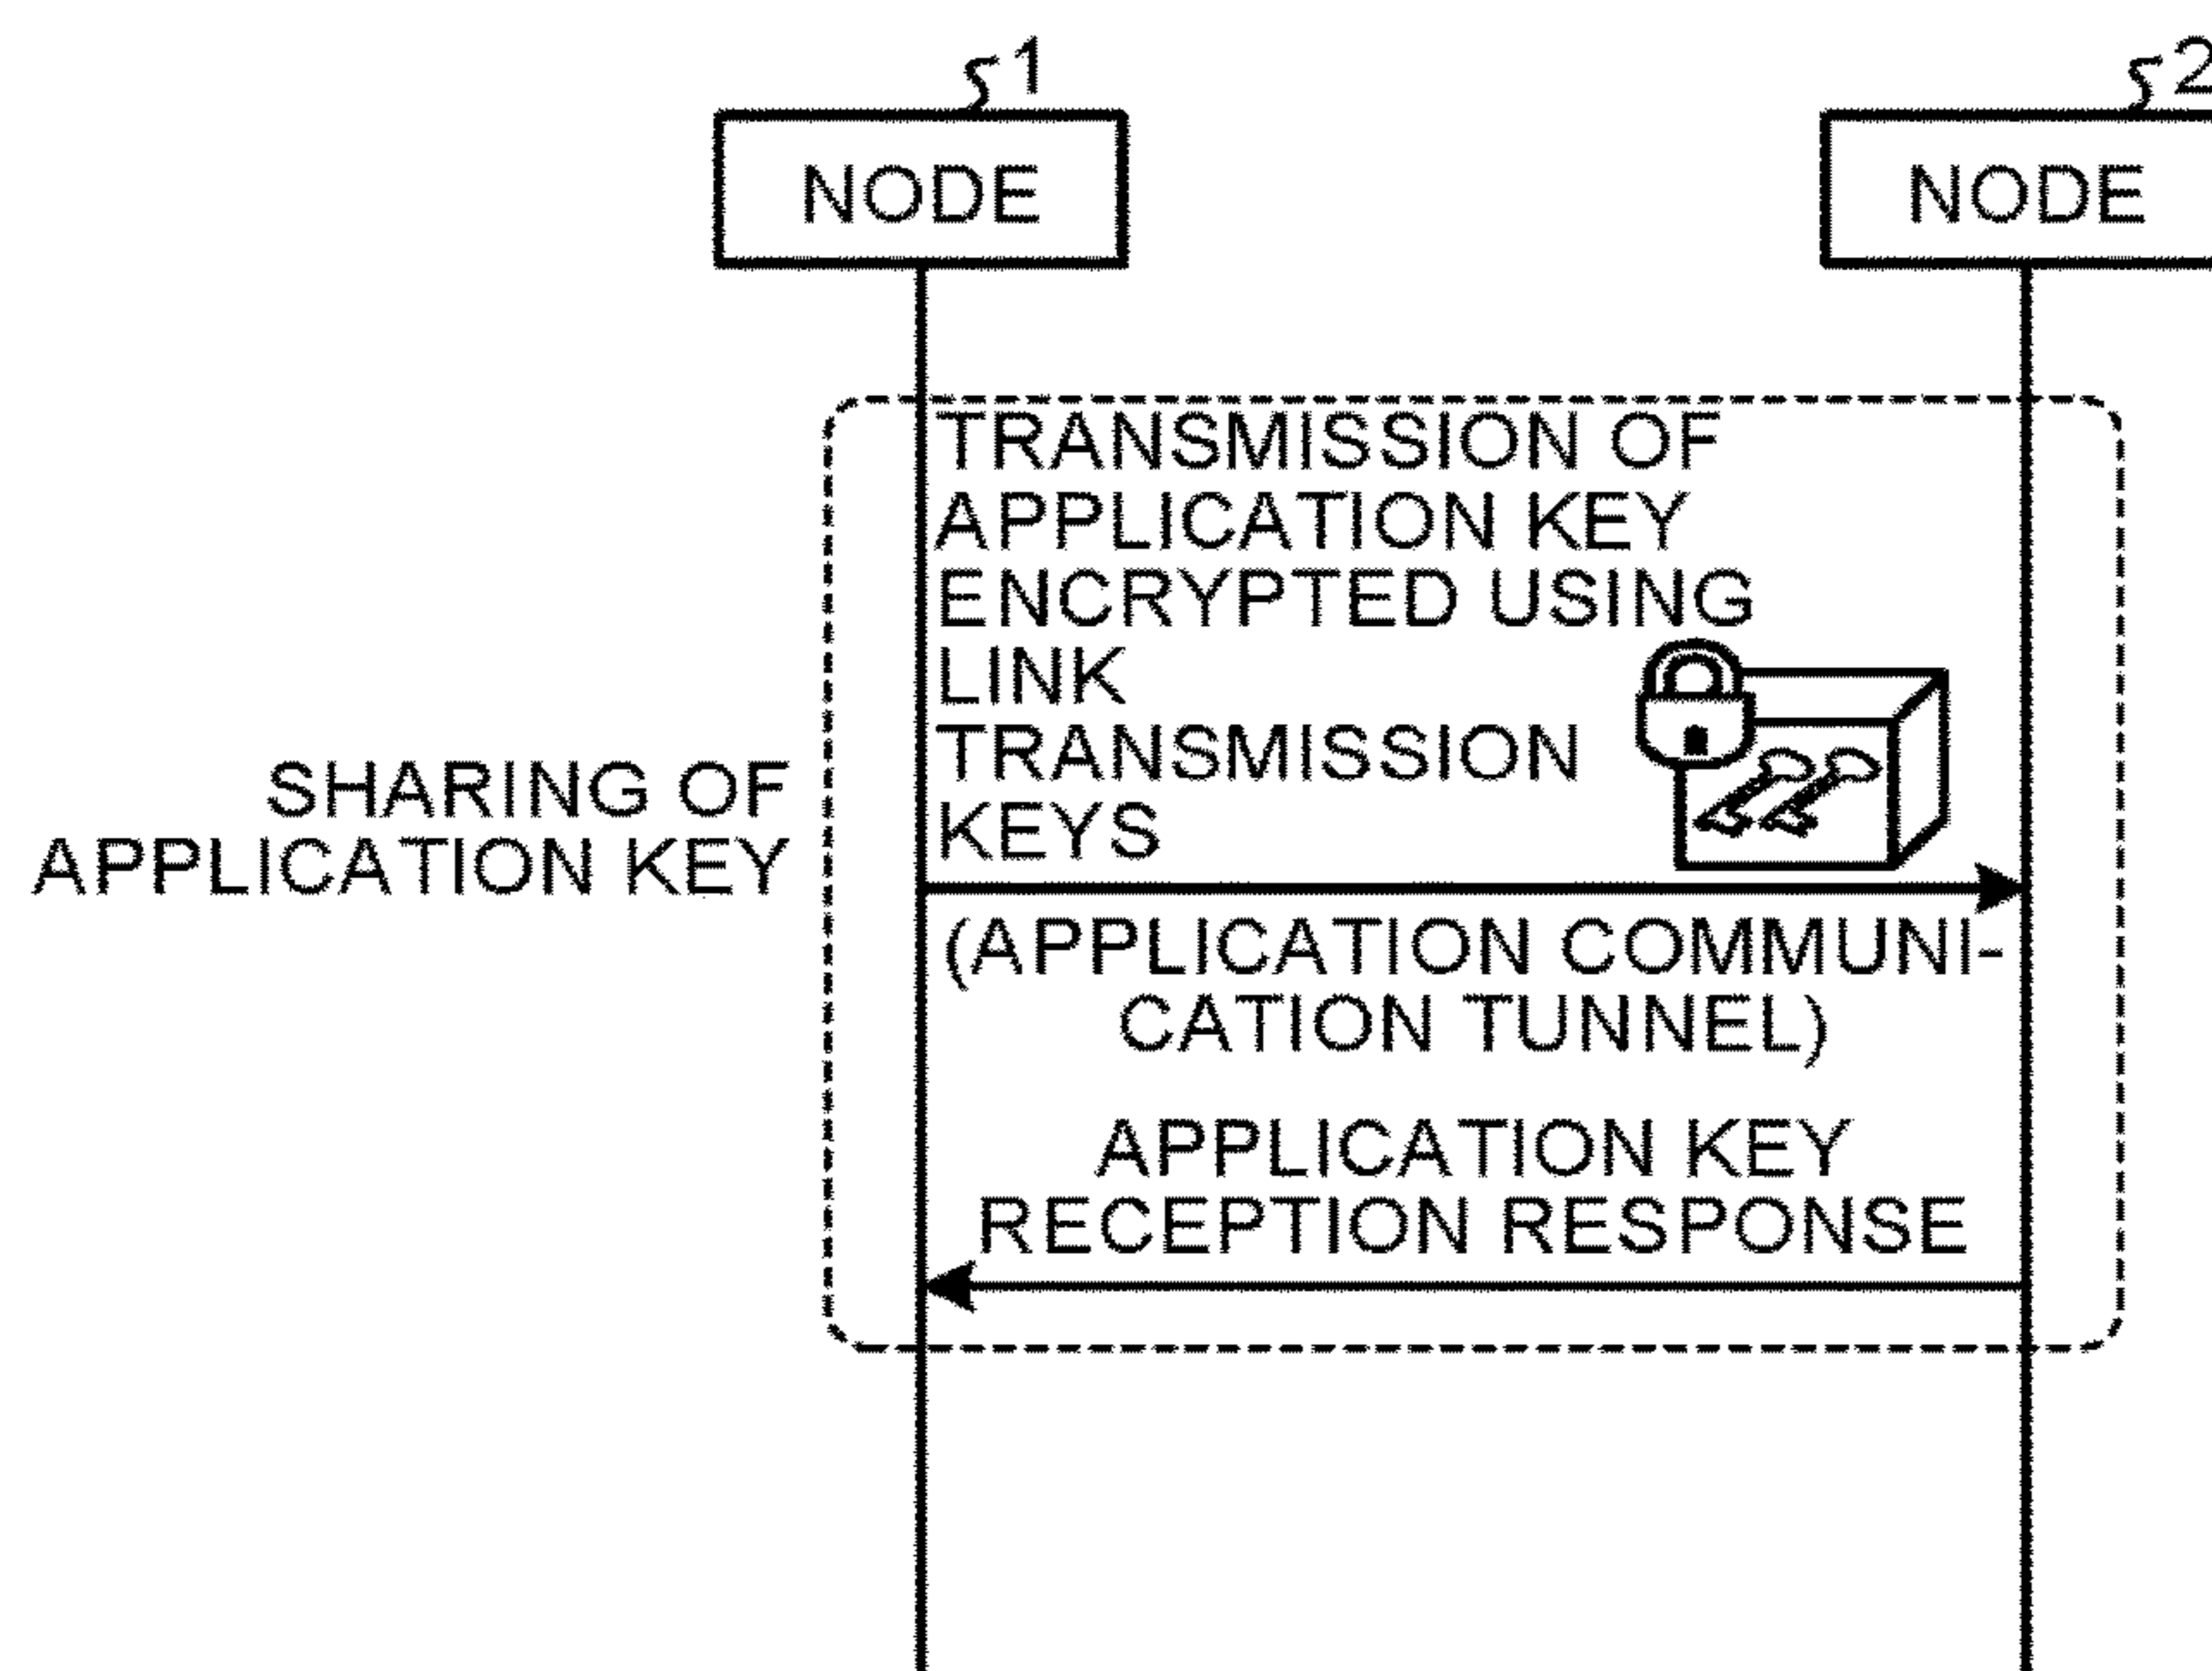 1
2
NODE
NODE
TRANSMISSION OF
APPLICATION KEY
ENCRYPTED USING
LINK
TRANSMISSION
KEYS
SHARING OF
APPLICATION KEY
(APPLICATION COMMUNI-
CATION TUNNEL)
APPLICATION KEY
RECEPTION RESPONSE